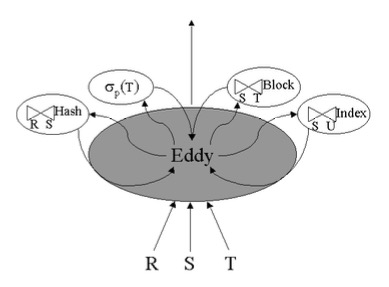 σp(T)
⋈Block
S T
⋈Hash
R S
⋈Index
S U
Eddy
R S T